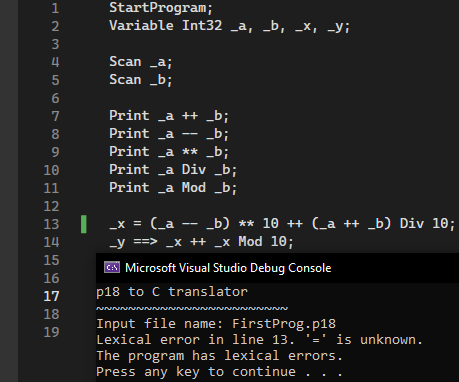 1 StartProgram;
2 Variable Int32 _a, _b, _x, _y;
3
4 Scan _a;
5 Scan _b;
6
7 Print _a ++ _b;
8 Print _a -- _b;
9 Print _a ** _b;
10 Print _a Div _b;
11 Print _a Mod _b;
12
13 _x = (_a -- _b) ** 10 ++ (_a ++ _b) Div 10;
14 _y ==> _x ++ _x Mod 10;
15
16
17
18
19
C:\ Microsoft Visual Studio Debug Console
p18 to C translator
~~~~~~~~~~~~~~~~~~~~~~~~
Input file name: FirstProg.p18
Lexical error in line 13. '=' is unknown.
The program has lexical errors.
Press any key to continue . . .